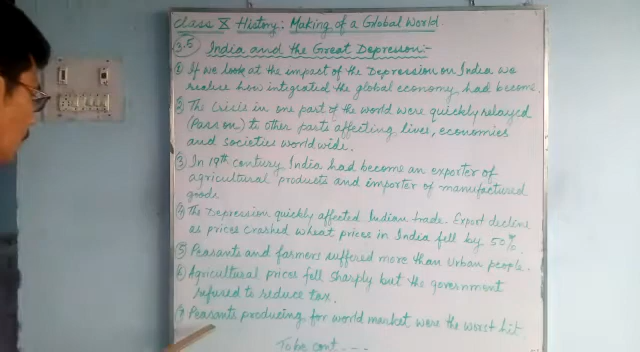 Class X History: Making of a Global World.
3.5 India and the Great Depression:-
① If we look at the impact of the Depression on India we
realise how integrated the global economy had become.
② The Crisis in one part of the world were quickly relayed
(Pass on) to other parts affecting lives, economies
and societies worldwide.
③ In 19th century India had become an exporter of
agricultural products and importer of manufactured
goods
④ The Depression quickly affected Indian trade. Export decline
as prices crashed wheat prices in India fell by 50%.
⑤ Peasants and farmers suffered more than Urban people.
⑥ Agricultural prices fell sharply but the government
refused to reduce tax.
⑦ Peasants producing for world market were the worst hit.
To be cont----